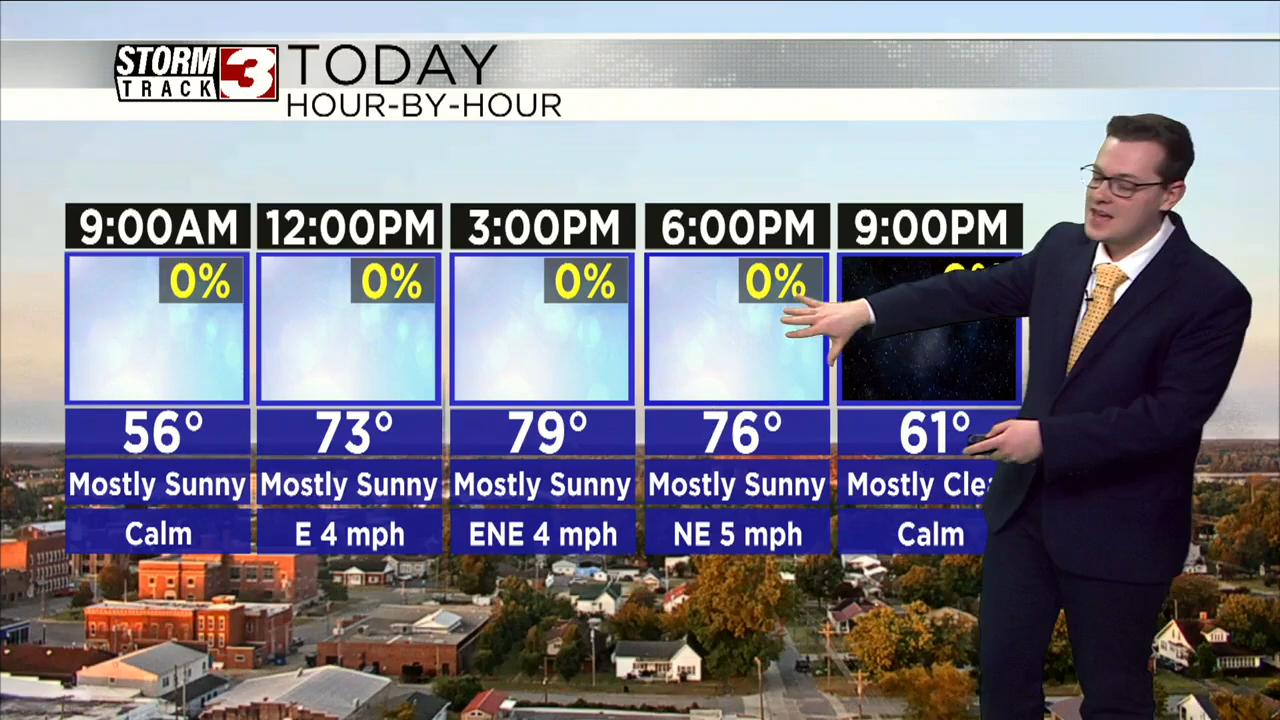 STORM
TRACK
3
TODAY
HOUR-BY-HOUR
9:00AM 12:00PM 3:00PM 6:00PM 9:00PM
0% 0% 0% 0%
56° 73° 79° 76° 61°
Mostly Sunny Mostly Sunny Mostly Sunny Mostly Sunny Mostly
Calm E 4 mph ENE 4 mph NE 5 mph Calm